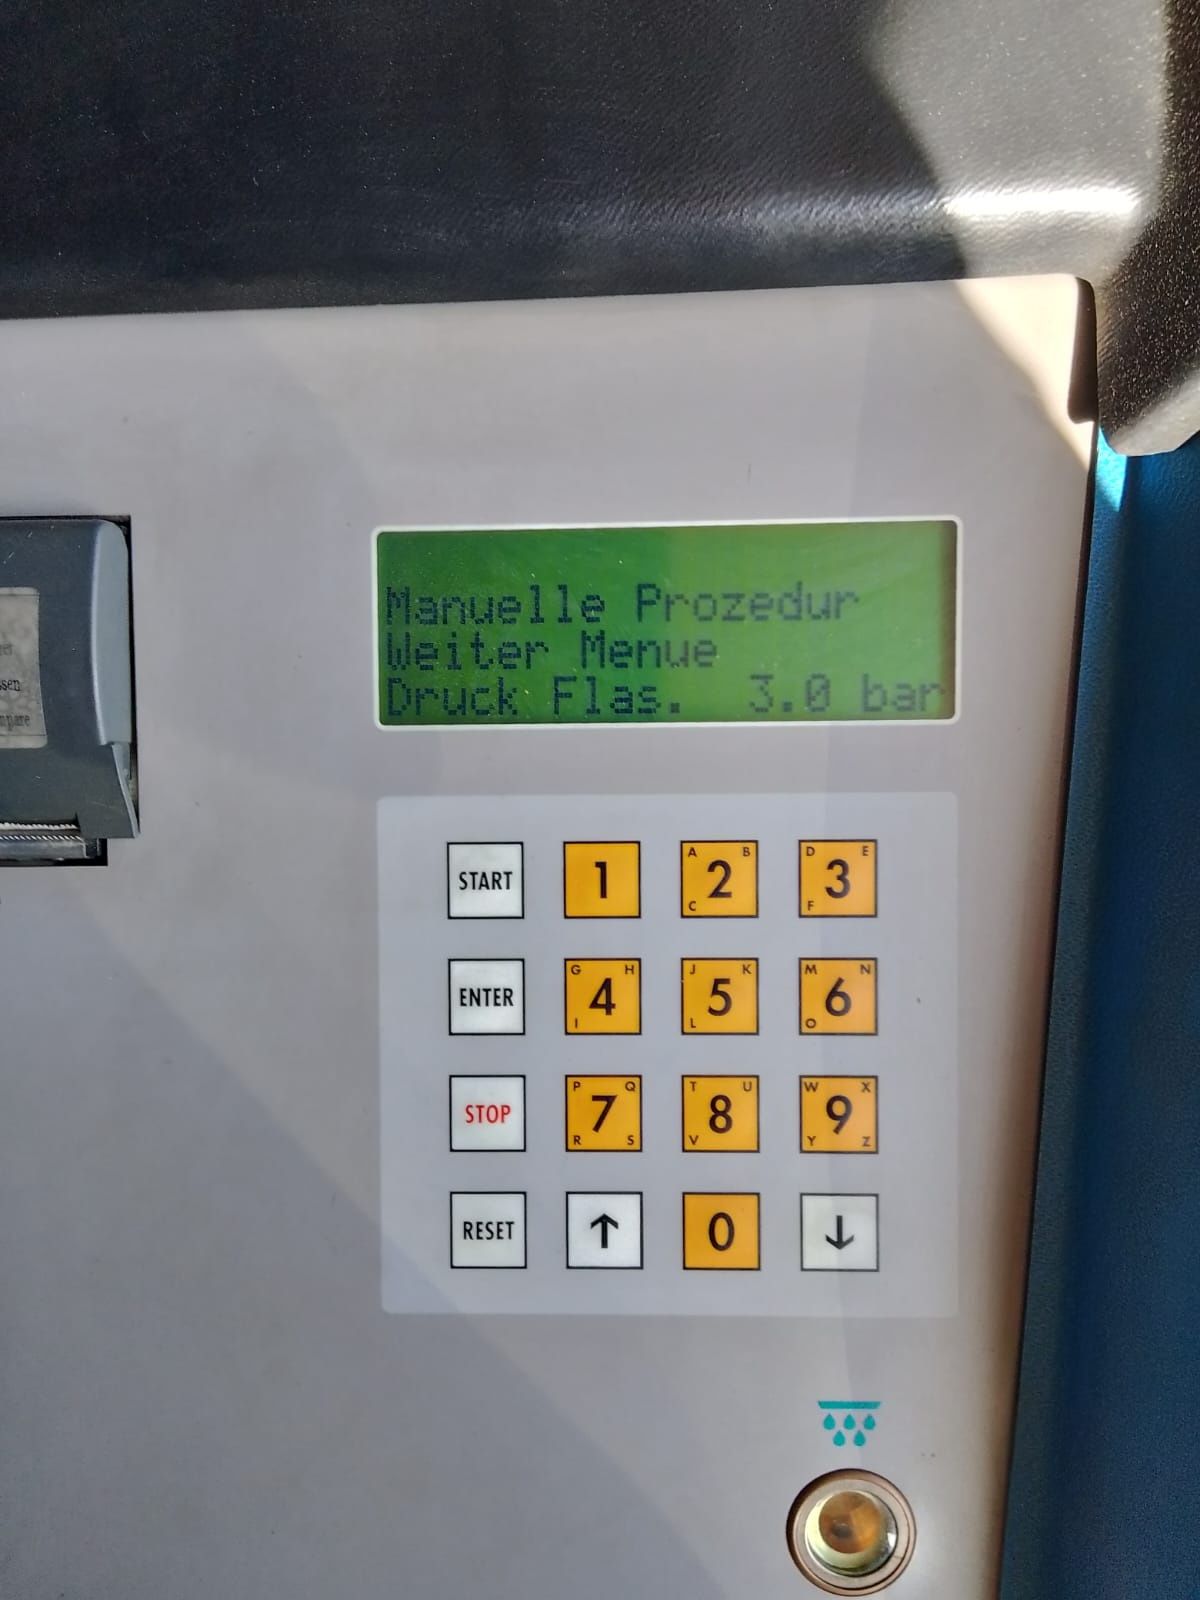 Manuelle Prozedur
Weiter Menue
Druck Flas. 3.0 bar
START
1
A B
2
C
D E
3
F
ENTER
G H
4
I
J K
5
L
M N
6
O
STOP
P Q
7
R S
T U
8
V
W X
9
Y Z
RESET
↑
0
↓